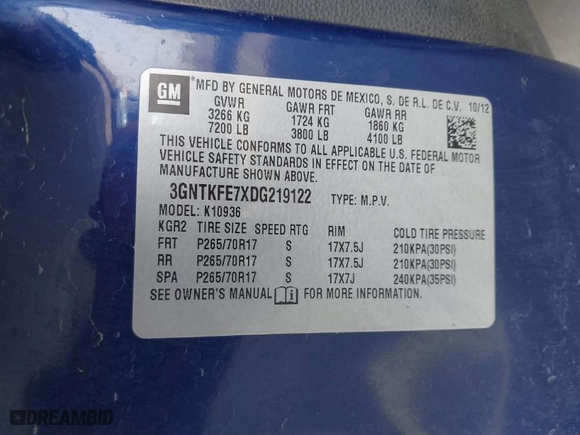 GM
*MFD BY GENERAL MOTORS DE MEXICO, S. DE R.L. DE C.V. 10/12
GVWR GAWR FRT GAWR RR
3266 KG 1724 KG 1860 KG
7200 LB 3800 LB 4100 LB
THIS VEHICLE CONFORMS TO ALL APPLICABLE U.S. FEDERAL MOTOR
VEHICLE SAFETY STANDARDS IN EFFECT ON THE DATE OF
MANUFACTURE SHOWN ABOVE.
3GNTKFE7XDG219122 TYPE: M.P.V.
MODEL: K10936
KGR2 TIRE SIZE SPEED RTG RIM COLD TIRE PRESSURE
FRT P265/70R17 S 17X7.5J 210KPA(30PSI)
RR P265/70R17 S 17X7.5J 210KPA(30PSI)
SPA P265/70R17 S 17X7J 240KPA(35PSI)
SEE OWNER'S MANUAL FOR MORE INFORMATION.
DREAMBID